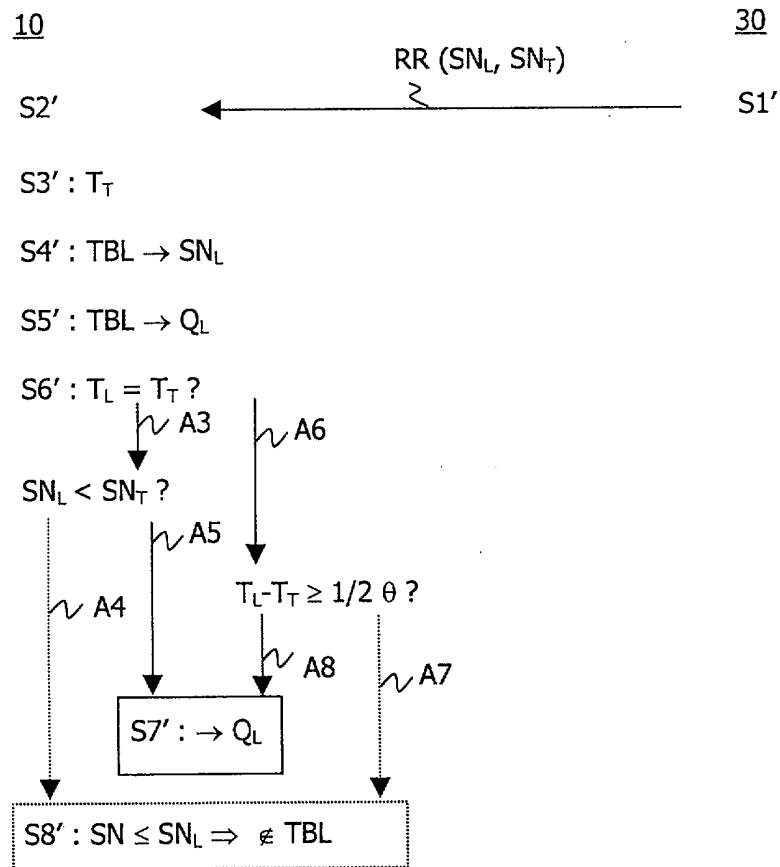 10
30
RR (SN_L, SN_T)
S2'
S1'
S3' : T_T
S4' : TBL → SN_L
S5' : TBL → Q_L
S6' : T_L = T_T ?
A3
A6
SN_L < SN_T ?
A5
T_L-T_T ≥ 1/2 θ ?
A4
A8
A7
S7' : → Q_L
S8' : SN ≤ SN_L ⇒ ∉ TBL